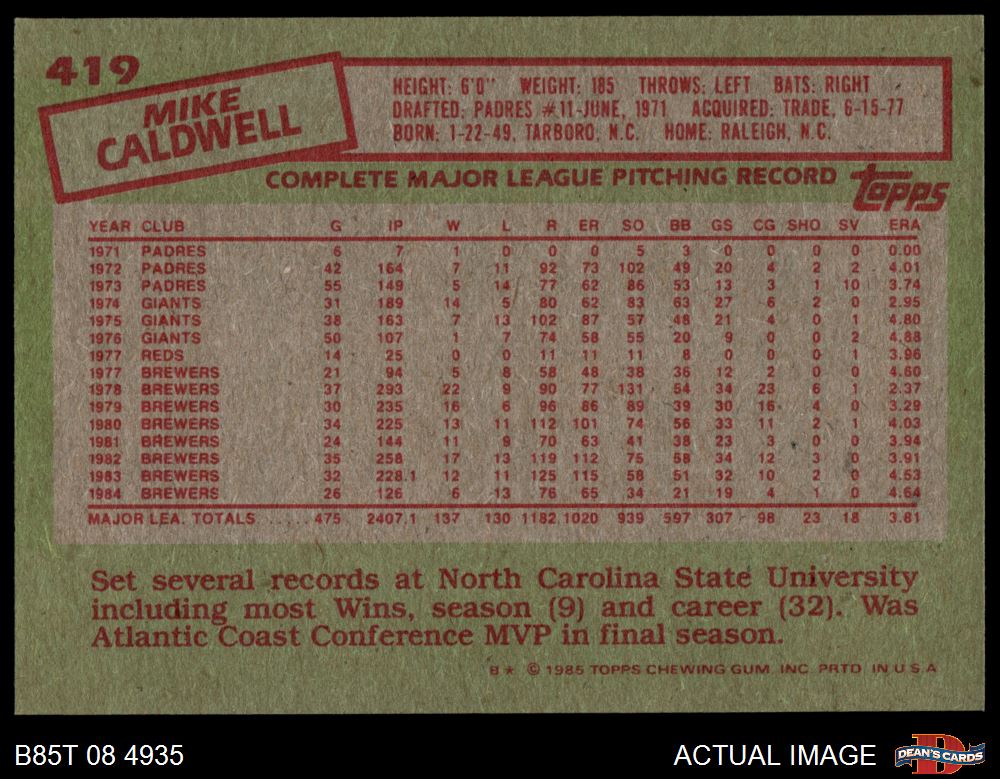 419
MIKE
CALDWELL
HEIGHT: 6'0" WEIGHT: 185 THROWS: LEFT BATS: RIGHT
DRAFTED: PADRES #11-JUNE, 1971 ACQUIRED: TRADE, 6-15-77
BORN: 1-22-49, TARBORO, N.C. HOME: RALEIGH, N.C.
COMPLETE MAJOR LEAGUE PITCHING RECORD
topps
YEAR CLUB G IP W L R ER SO BB GS CG SHO SV ERA
1971 PADRES 6 7 1 0 0 0 5 3 0 0 0 0 0.00
1972 PADRES 42 164 7 11 92 73 102 49 20 4 2 2 4.01
1973 PADRES 55 149 5 14 77 62 86 53 13 3 1 10 3.74
1974 GIANTS 31 189 14 5 80 62 83 63 27 6 2 0 2.95
1975 GIANTS 38 163 7 13 102 87 57 48 21 4 0 1 4.80
1976 GIANTS 50 107 1 7 74 58 55 20 9 0 0 2 4.88
1977 REDS 14 25 0 0 11 11 11 8 0 0 0 1 3.96
1977 BREWERS 21 94 5 8 58 48 38 36 12 2 0 0 4.60
1978 BREWERS 37 293 22 9 90 77 131 54 34 23 6 1 2.37
1979 BREWERS 30 235 16 6 96 86 89 39 30 16 4 0 3.29
1980 BREWERS 34 225 13 11 112 101 74 56 33 11 2 1 4.03
1981 BREWERS 24 144 11 9 70 63 41 38 23 3 0 0 3.94
1982 BREWERS 35 258 17 13 119 112 75 58 34 12 3 0 3.91
1983 BREWERS 32 228.1 12 11 125 115 58 51 32 10 2 0 4.53
1984 BREWERS 26 126 6 13 76 65 34 21 19 4 1 0 4.64
MAJOR LEA. TOTALS ...... 475 2407.1 137 130 1182 1020 939 597 307 98 23 18 3.81
Set several records at North Carolina State University
including most Wins, season (9) and career (32). Was
Atlantic Coast Conference MVP in final season.
B★ © 1985 TOPPS CHEWING GUM, INC. PRTD. IN U.S.A.
B85T 08 4935
ACTUAL IMAGE
DEAN'S CARDS